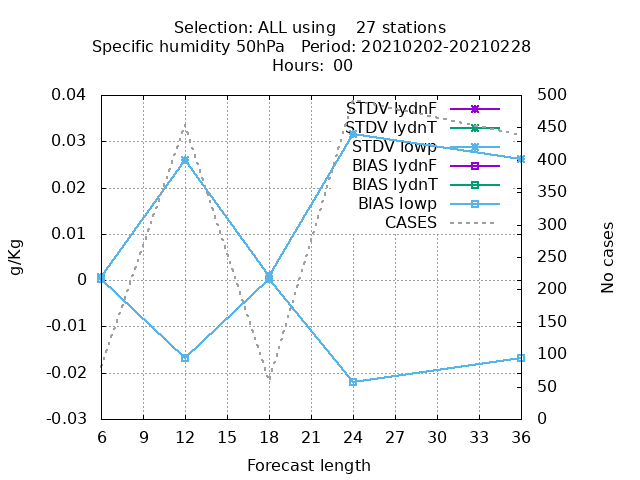 Selection: ALL using    27 stations
Specific humidity 50hPa   Period: 20210202-20210228
Hours:  00
0.04
0.03
0.02
0.01
0
-0.01
-0.02
-0.03
g/Kg
500
450
400
350
300
250
200
150
100
50
0
No cases
STDV lydnF
STDV lydnT
STDV lowp
BIAS lydnF
BIAS lydnT
BIAS lowp
CASES
6 9 12 15 18 21 24 27 30 33 36
Forecast length